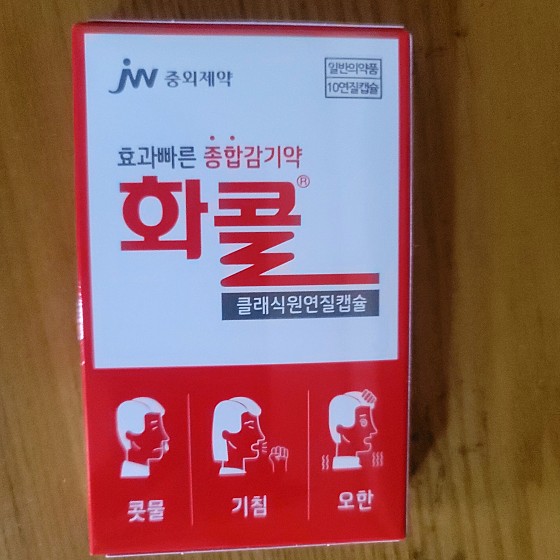 JW 중외제약
일반의약품
10연질캡슐
효과빠른 종합감기약
화콜®
클래식원연질캡슐
콧물
기침
오한